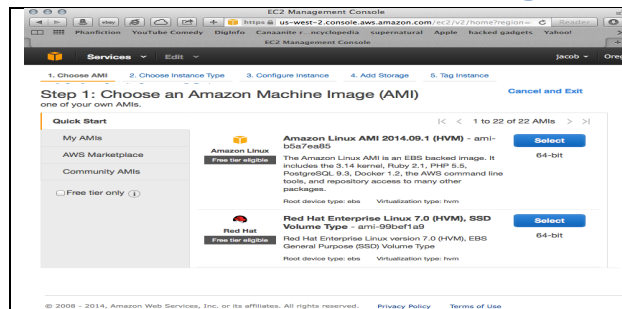 EC2 Management Console
ebay
https us-west-2.console.aws.amazon.com/ec2/v2/home?region=
Reader
Phanfiction YouTube Comedy DigInfo Canaanite r...ncyclopedia supernatural Apple hacked gadgets Yahoo!
EC2 Management Console
Services Edit Jacob Oreg
1. Choose AMI 2. Choose Instance Type 3. Configure Instance 4. Add Storage 5. Tag Instance
Step 1: Choose an Amazon Machine Image (AMI) Cancel and Exit
one of your own AMIs.
Quick Start
1 to 22 of 22 AMIs
My AMIs
AWS Marketplace
Community AMIs
Free tier only
Amazon Linux
Free tier eligible
Amazon Linux AMI 2014.09.1 (HVM) - ami-
b5a7ea85
The Amazon Linux AMI is an EBS backed image. It
includes the 3.14 kernel, Ruby 2.1, PHP 5.5,
PostgreSQL 9.3, Docker 1.2, the AWS command line
tools, and repository access to many other
packages.
Root device type: ebs Virtualization type: hvm
Select
64-bit
Red Hat
Free tier eligible
Red Hat Enterprise Linux 7.0 (HVM), SSD
Volume Type - ami-99bef1a9
Red Hat Enterprise Linux version 7.0 (HVM), EBS
General Purpose (SSD) Volume Type
Root device type: ebs Virtualization type: hvm
Select
64-bit
© 2008 - 2014, Amazon Web Services, Inc. or its affiliates. All rights reserved. Privacy Policy Terms of Use